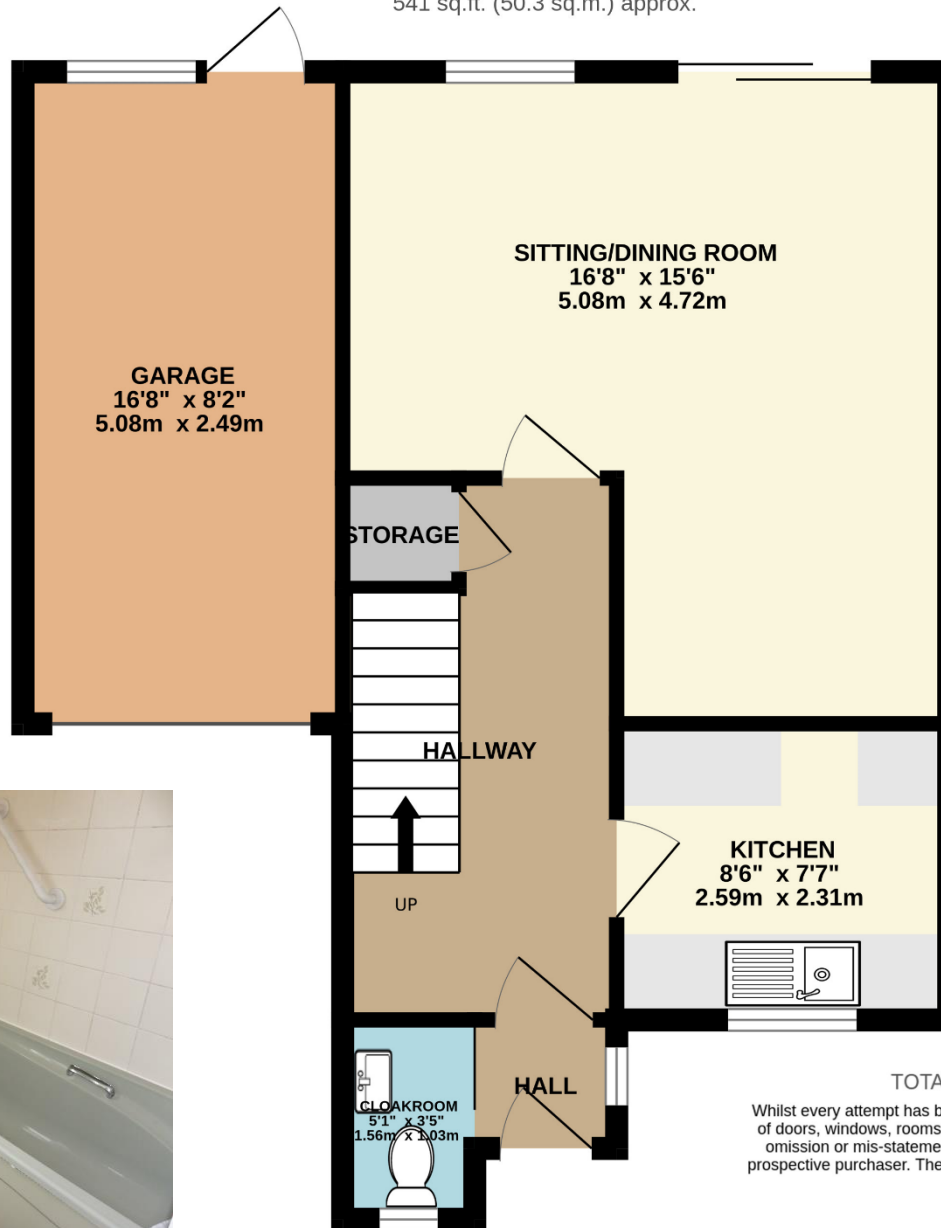 541 sq.ft. (50.3 sq.m.) approx.
SITTING/DINING ROOM
16'8" x 15'6"
5.08m x 4.72m
GARAGE
16'8" x 8'2"
5.08m x 2.49m
STORAGE
HALLWAY
KITCHEN
8'6" x 7'7"
2.59m x 2.31m
UP
HALL
CLOAKROOM
5'1" x 3'5"
1.56m x 1.03m
Whilst every attempt has
of doors, windows, rooms
omission or
prospective purchaser. The